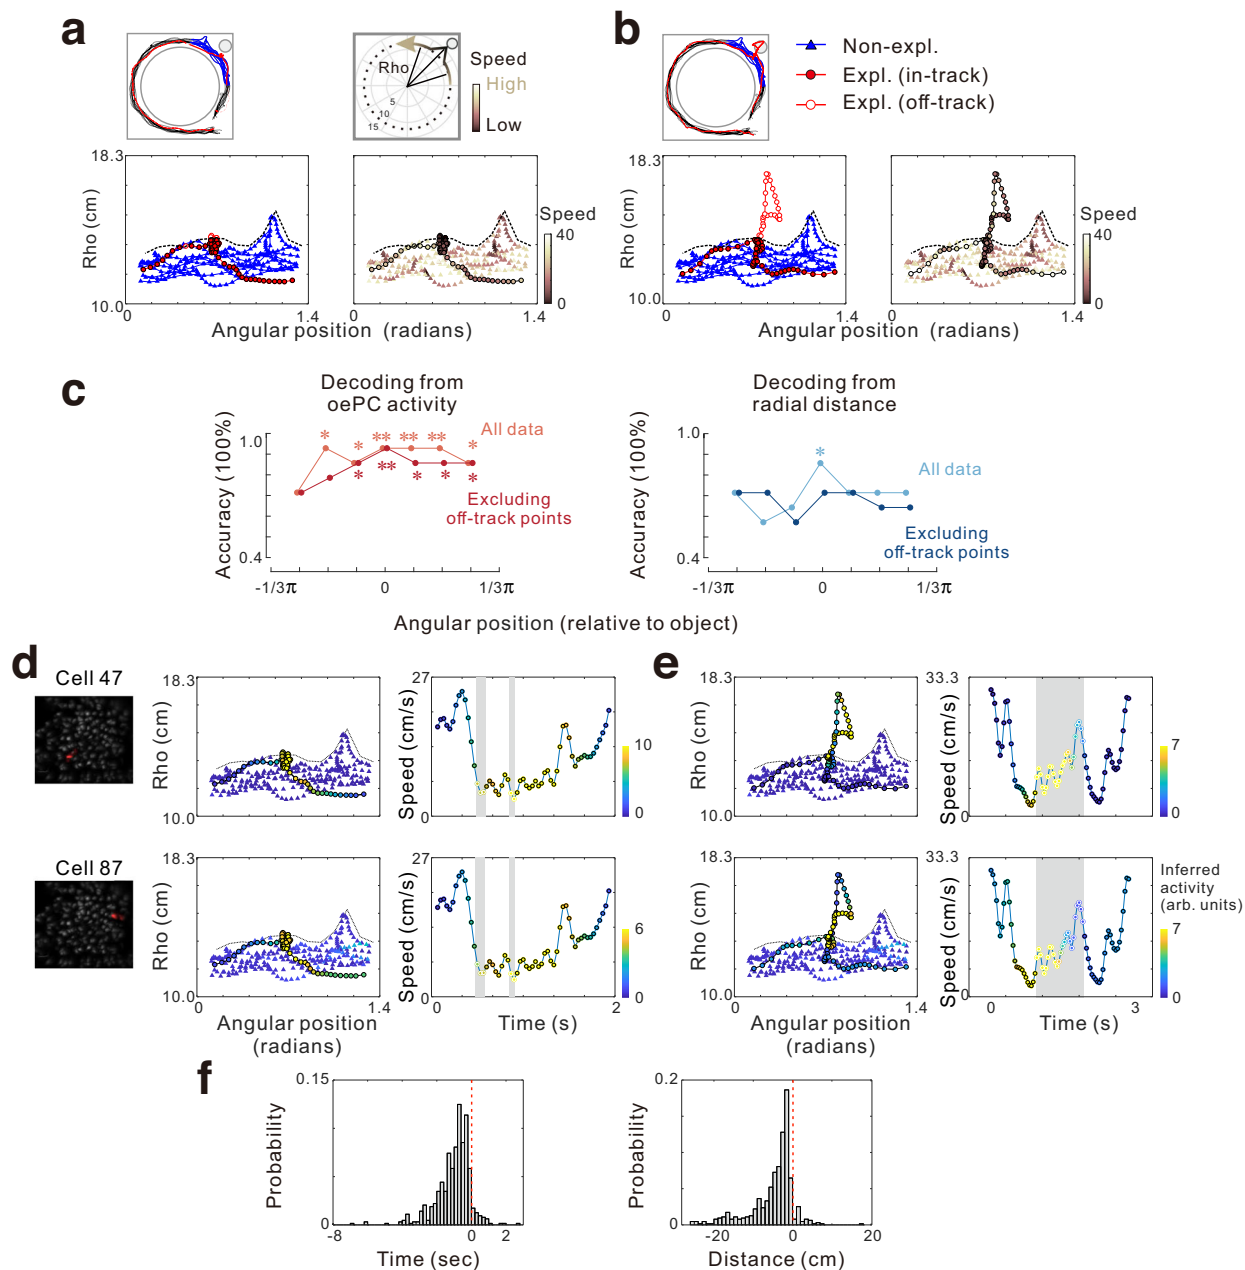 a
Rho
5
10
15
Speed
High
Low
b
Non-expl.
Expl. (in-track)
Expl. (off-track)
18.3
Rho (cm)
10.0
0
1.4
Angular position (radians)
Speed
40
0
0
1.4
18.3
Rho (cm)
10.0
0
1.4
Angular position (radians)
Speed
40
0
0
1.4
c
Decoding from
oePC activity
Accuracy (100%)
1.0
0.4
* * ** ** ** *
All data
* ** * * *
Excluding
off-track points
-1/3π
0
1/3π
Decoding from
radial distance
Accuracy (100%)
1.0
0.4
*
All data
Excluding
off-track points
-1/3π
0
1/3π
Angular position (relative to object)
d
Cell 47
18.3
Rho (cm)
10.0
27
Speed (cm/s)
0
10
0
Cell 87
18.3
Rho (cm)
10.0
0
1.4
Angular position
(radians)
27
Speed (cm/s)
0
0
2
Time (s)
6
0
e
18.3
Rho (cm)
10.0
33.3
Speed (cm/s)
0
7
0
18.3
Rho (cm)
10.0
0
1.4
Angular position
(radians)
33.3
Speed (cm/s)
0
0
3
Time (s)
Inferred
activity
(arb. units)
7
0
f
0.15
Probability
0
-8
0
2
Time (sec)
0.2
Probability
0
-20
0
20
Distance (cm)